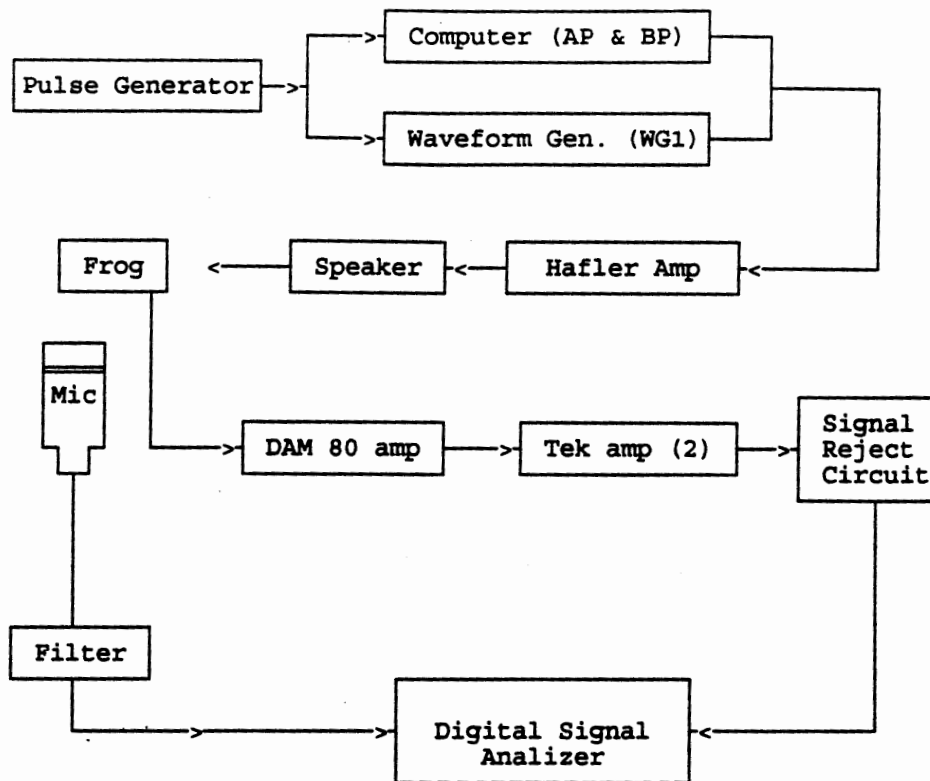 Computer (AP & BP)
Pulse Generator
Waveform Gen. (WG1)
Frog
Speaker
Hafler Amp
Mic
DAM 80 amp
Tek amp (2)
Signal
Reject
Circuit
Filter
Digital Signal
Analizer